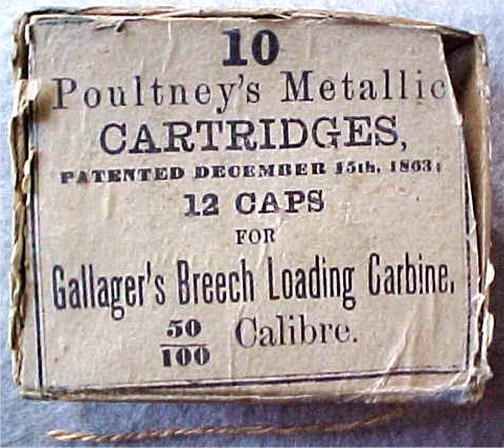 10
Poultney's Metallic
CARTRIDGES,
PATENTED DECEMBER 15th, 1863;
12 CAPS
FOR
Gallager's Breech Loading Carbine.
50/100 Calibre.